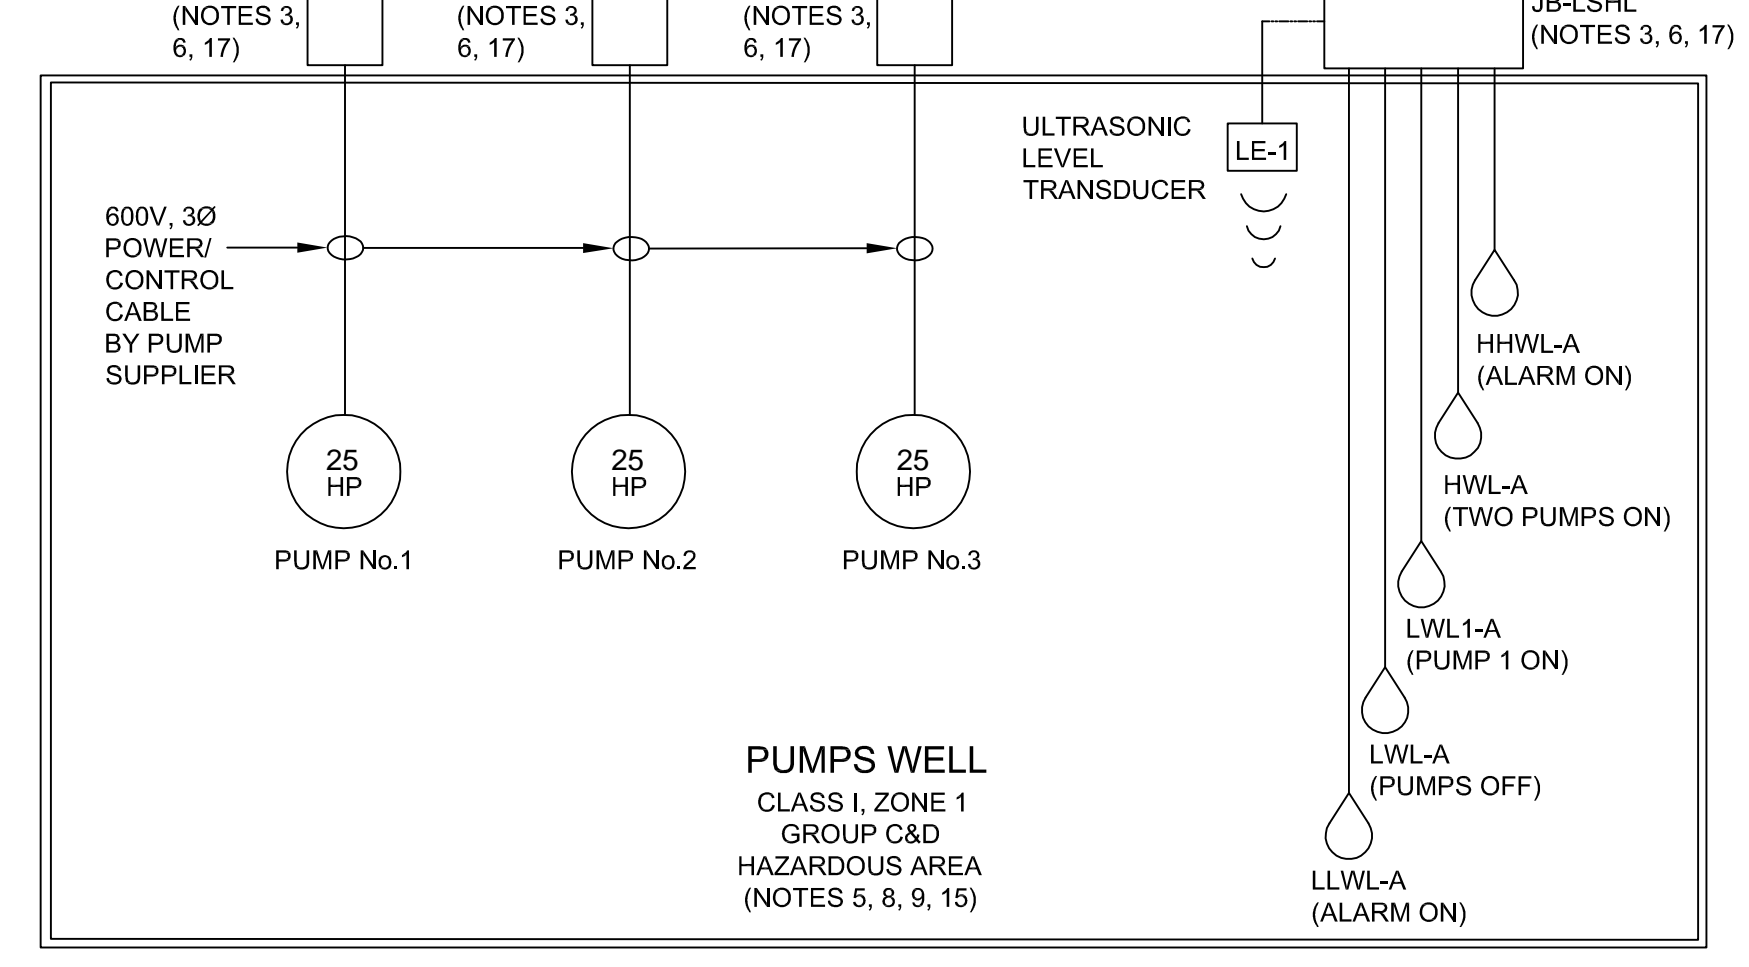 (NOTES 3,
6, 17)
(NOTES 3,
6, 17)
(NOTES 3,
6, 17)
JB-LSHL
(NOTES 3, 6, 17)
ULTRASONIC
LEVEL
TRANSDUCER
LE-1
600V, 3Ø
POWER/
CONTROL
CABLE
BY PUMP
SUPPLIER
HHWL-A
(ALARM ON)
25
HP
25
HP
25
HP
HWL-A
(TWO PUMPS ON)
PUMP No.1
PUMP No.2
PUMP No.3
LWL1-A
(PUMP 1 ON)
LWL-A
(PUMPS OFF)
PUMPS WELL
CLASS I, ZONE 1
GROUP C&D
HAZARDOUS AREA
(NOTES 5, 8, 9, 15)
LLWL-A
(ALARM ON)